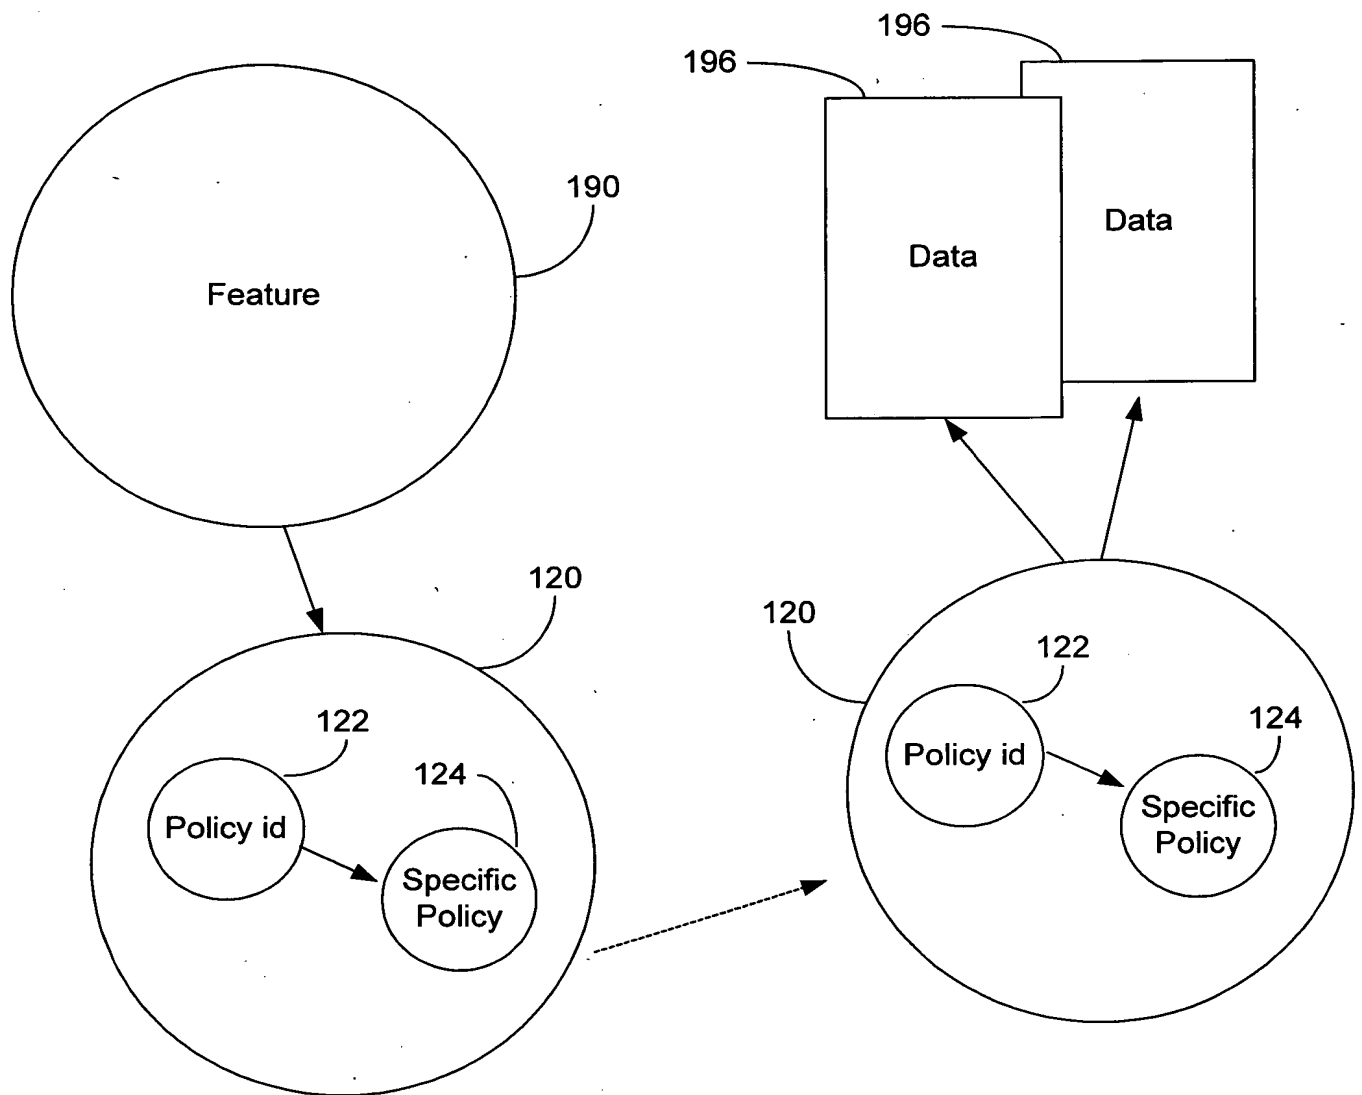 196
196
190
Feature
Data
Data
120
120
122
122
124
124
Policy id
Policy id
Specific
Policy
Specific
Policy